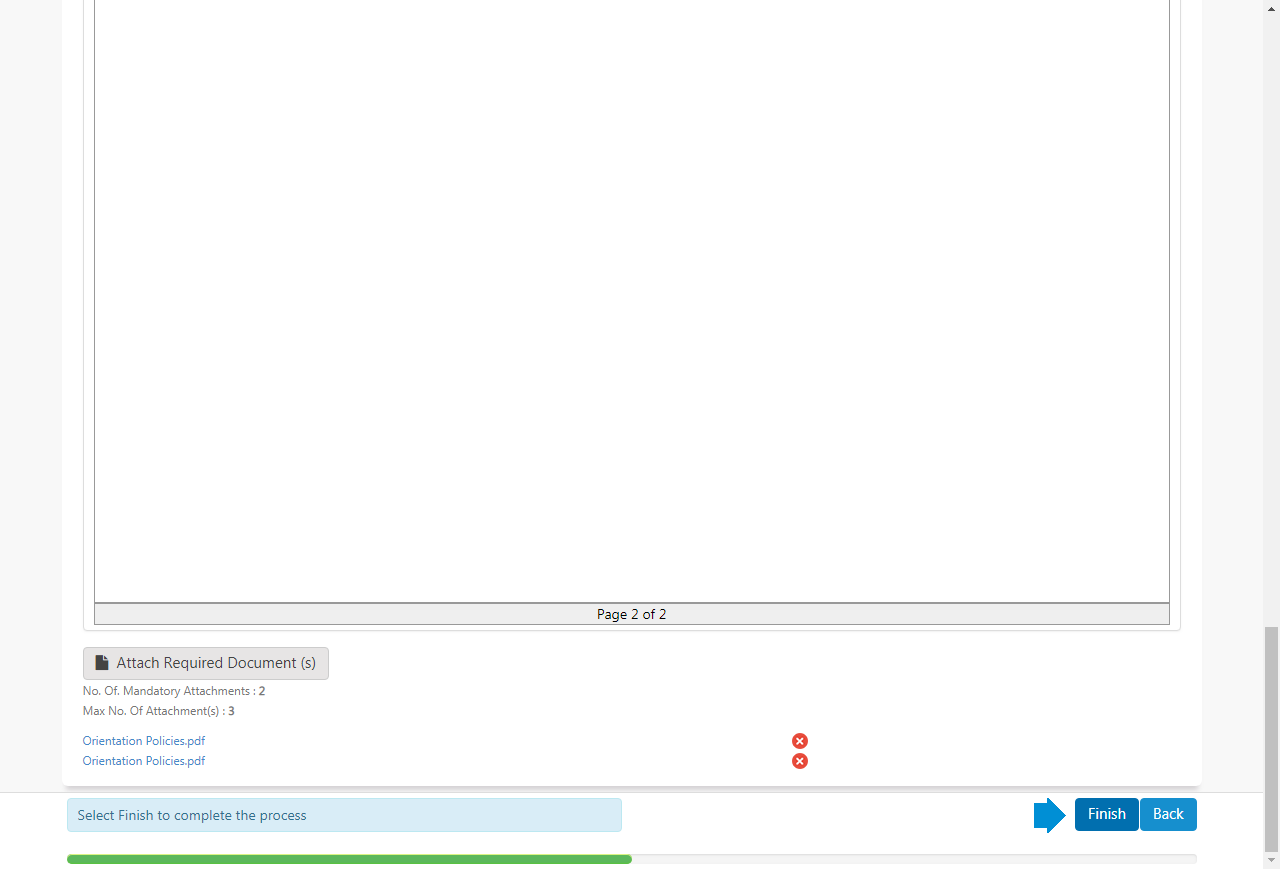 Page 2 of 2
Attach Required Document (s)
No. Of. Mandatory Attachments : 2
Max No. Of Attachment(s) : 3
Orientation Policies.pdf
Orientation Policies.pdf
Select Finish to complete the process
Finish
Back